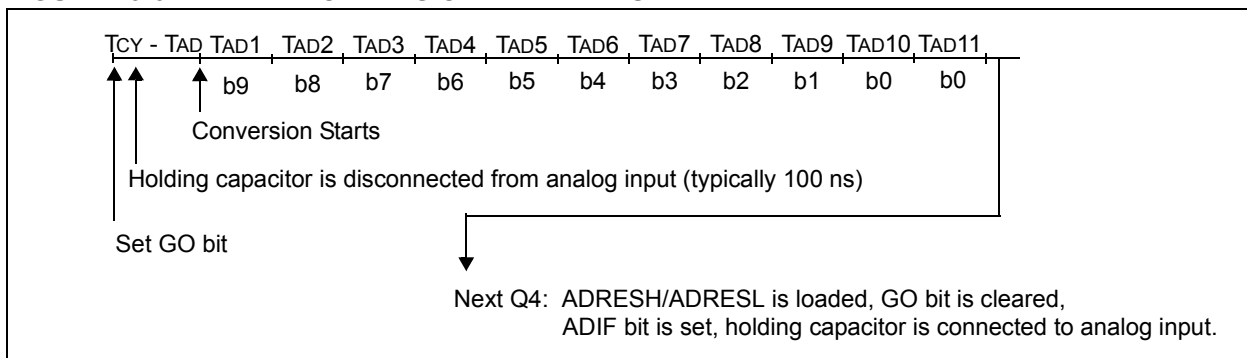 TCY - TAD TAD1 TAD2 TAD3 TAD4 TAD5 TAD6 TAD7 TAD8 TAD9 TAD10 TAD11
b9 b8 b7 b6 b5 b4 b3 b2 b1 b0 b0
Conversion Starts
Holding capacitor is disconnected from analog input (typically 100 ns)
Set GO bit
Next Q4: ADRESH/ADRESL is loaded, GO bit is cleared,
ADIF bit is set, holding capacitor is connected to analog input.